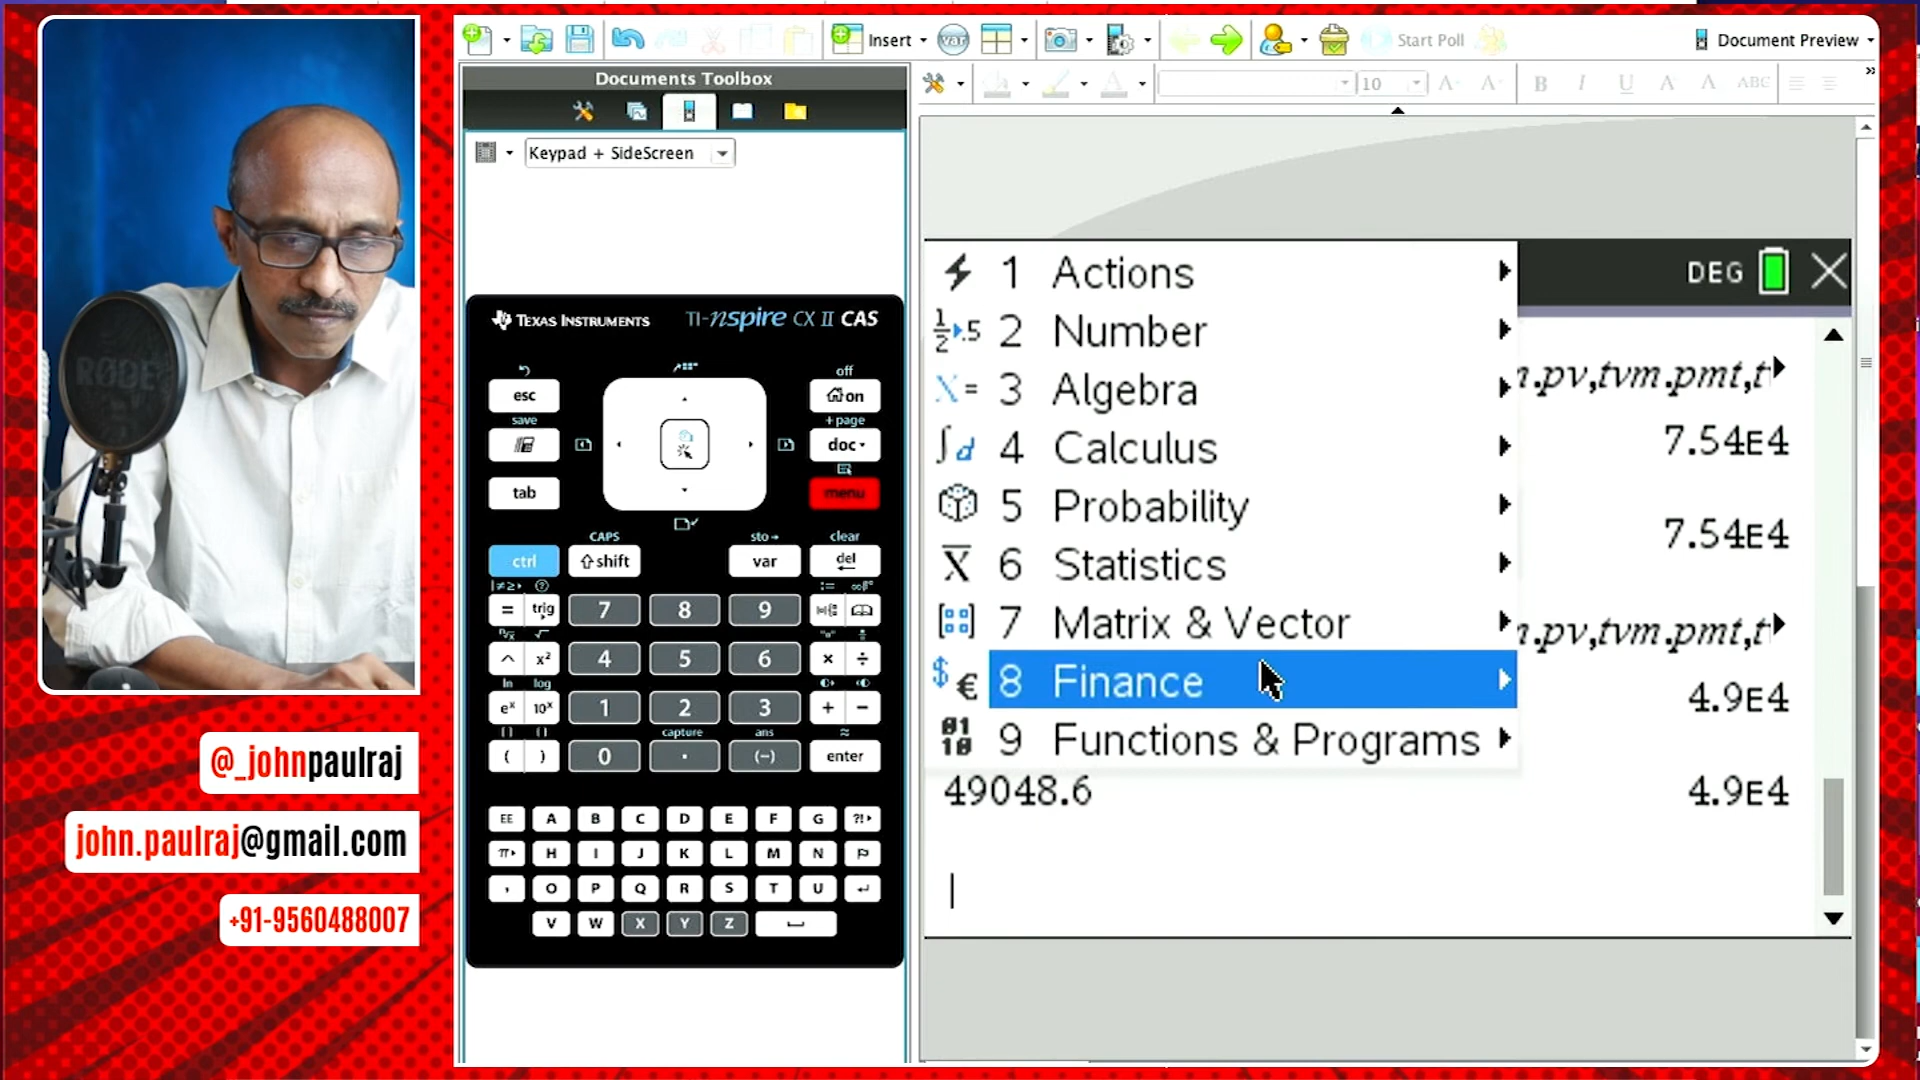 RØDE
@_johnpaulraj
john.paulraj@gmail.com
+91-9560488007
Insert
var
Start Poll
Document Preview
Documents Toolbox
10
B I U A A ABC
Keypad + SideScreen
TEXAS INSTRUMENTS
TI-nspire CX II CAS
off
esc
on
save
+page
doc
tab
menu
CAPS
sto→
clear
ctrl
⇧shift
var
del
= trig 7 8 9
^ x² 4 5 6 × ÷
ln log
eˣ 10ˣ 1 2 3 + −
capture ans ≈
( ) 0 . (−) enter
EE A B C D E F G ?!▸
π▸ H I J K L M N
, O P Q R S T U ↵
V W X Y Z
DEG
1 Actions
2 Number
3 Algebra
4 Calculus
5 Probability
6 Statistics
7 Matrix & Vector
8 Finance
9 Functions & Programs
.pv,tvm.pmt,t
7.54E4
7.54E4
.pv,tvm.pmt,t
4.9E4
49048.6
4.9E4